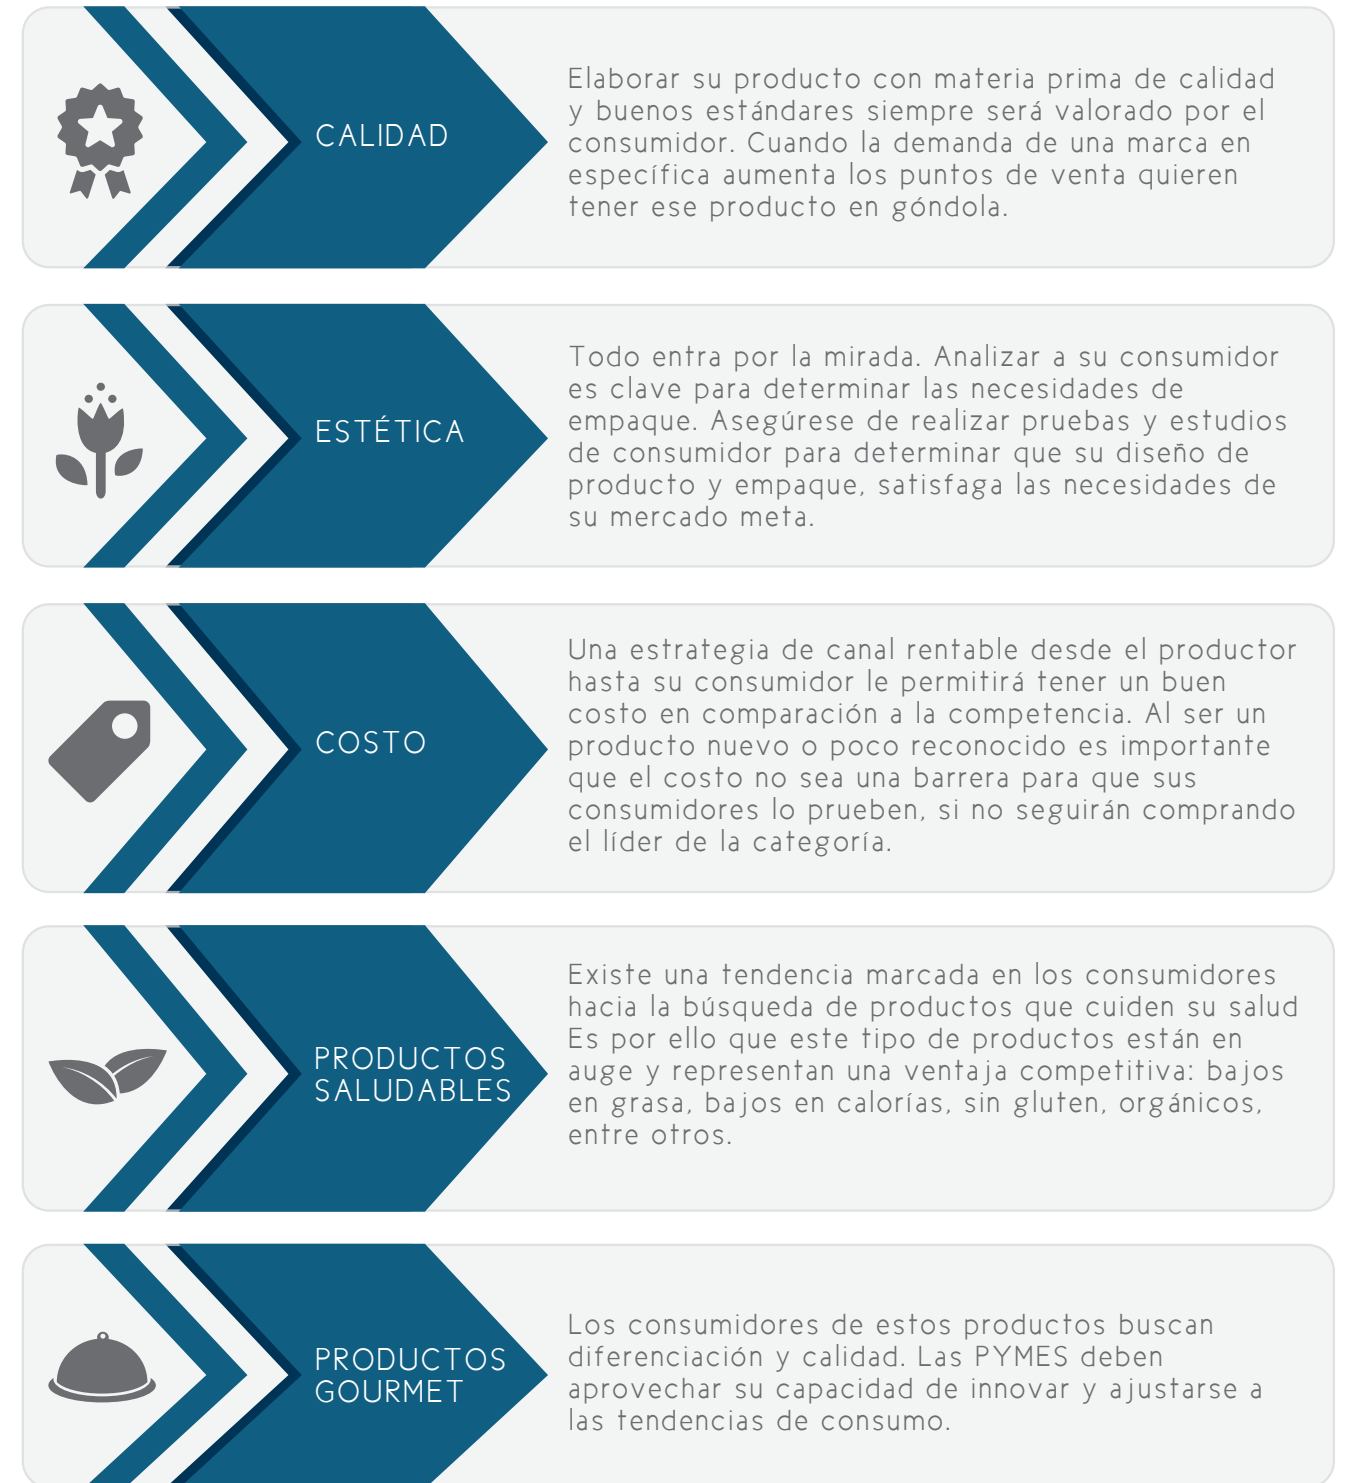 CALIDAD
Elaborar su producto con materia prima de calidad
y buenos estándares siempre será valorado por el
consumidor. Cuando la demanda de una marca en
específica aumenta los puntos de venta quieren
tener ese producto en góndola.
ESTÉTICA
Todo entra por la mirada. Analizar a su consumidor
es clave para determinar las necesidades de
empaque. Asegúrese de realizar pruebas y estudios
de consumidor para determinar que su diseño de
producto y empaque, satisfaga las necesidades de
su mercado meta.
COSTO
Una estrategia de canal rentable desde el productor
hasta su consumidor le permitirá tener un buen
costo en comparación a la competencia. Al ser un
producto nuevo o poco reconocido es importante
que el costo no sea una barrera para que sus
consumidores lo prueben, si no seguirán comprando
el líder de la categoría.
PRODUCTOS
SALUDABLES
Existe una tendencia marcada en los consumidores
hacia la búsqueda de productos que cuiden su salud
Es por ello que este tipo de productos están en
auge y representan una ventaja competitiva: bajos
en grasa, bajos en calorías, sin gluten, orgánicos,
entre otros.
PRODUCTOS
GOURMET
Los consumidores de estos productos buscan
diferenciación y calidad. Las PYMES deben
aprovechar su capacidad de innovar y ajustarse a
las tendencias de consumo.